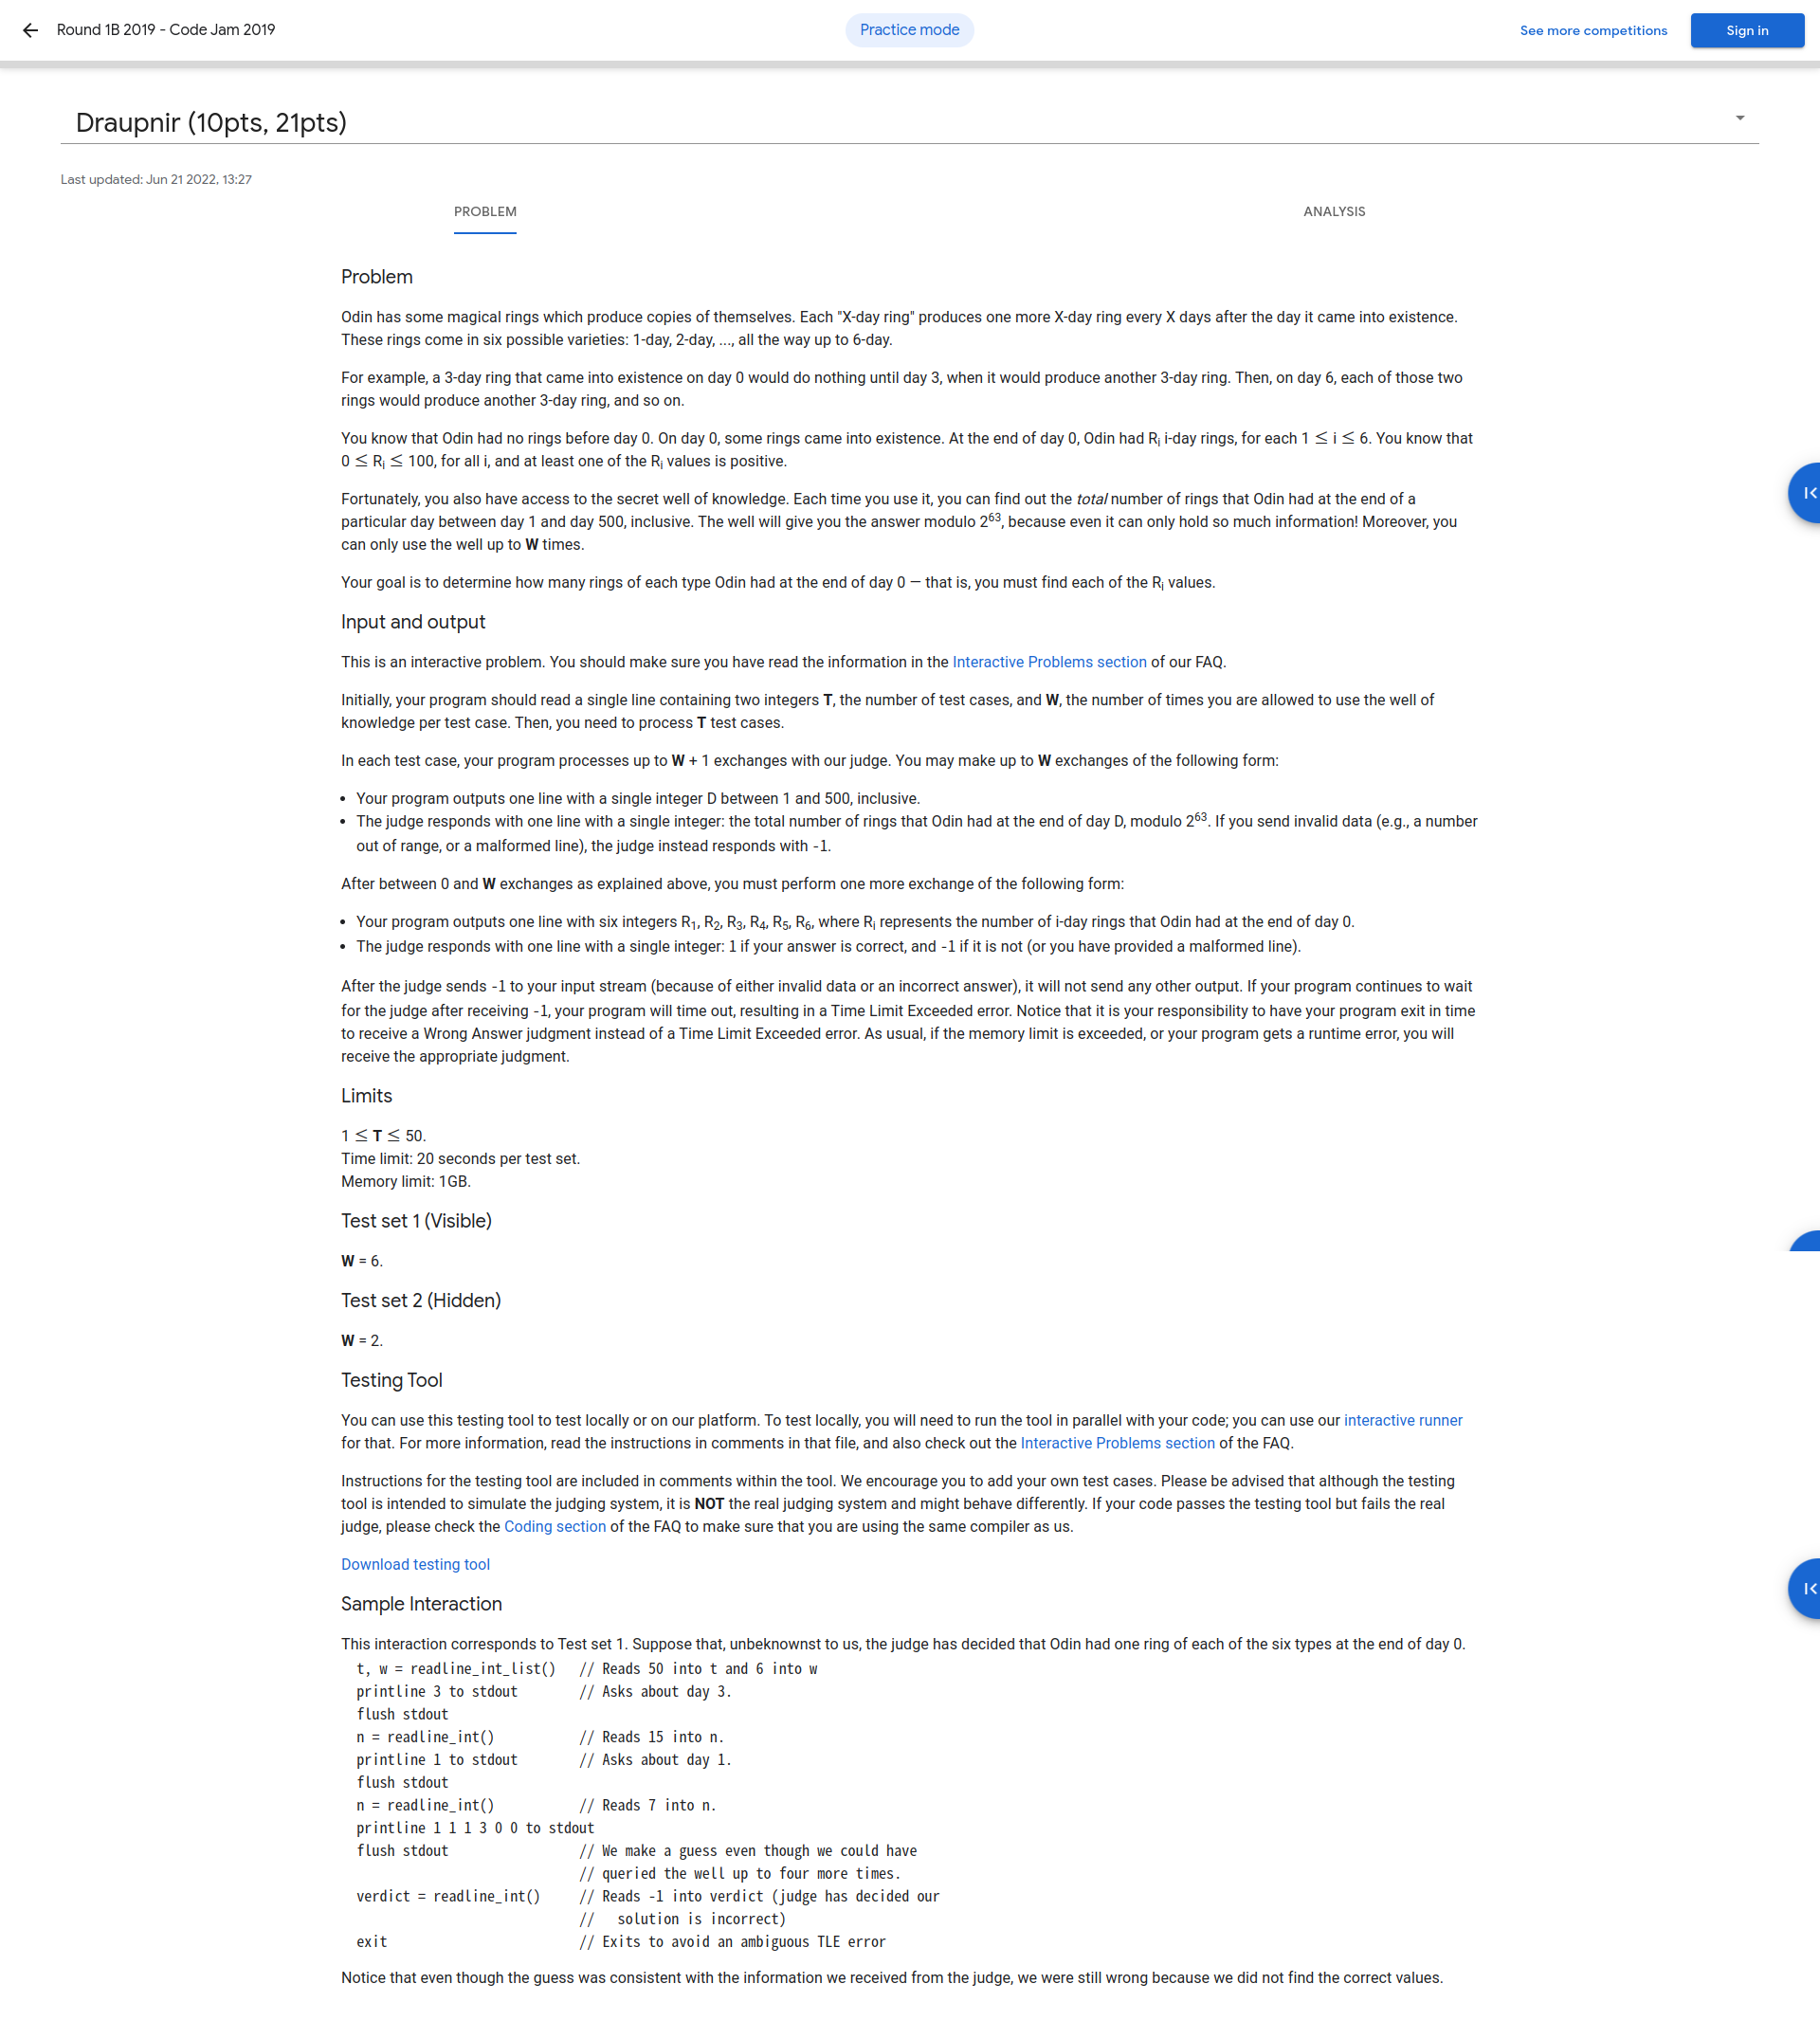 Round 1B 2019 - Code Jam 2019
Practice mode
See more competitions
Sign in
Draupnir (10pts, 21pts)
Last updated: Jun 21 2022, 13:27
PROBLEM
ANALYSIS
Problem
Odin has some magical rings which produce copies of themselves. Each "X-day ring" produces one more X-day ring every X days after the day it came into existence.
These rings come in six possible varieties: 1-day, 2-day, ..., all the way up to 6-day.
For example, a 3-day ring that came into existence on day 0 would do nothing until day 3, when it would produce another 3-day ring. Then, on day 6, each of those two
rings would produce another 3-day ring, and so on.
You know that Odin had no rings before day 0. On day 0, some rings came into existence. At the end of day 0, Odin had Ri i-day rings, for each 1 ≤ i ≤ 6. You know that
0 ≤ Ri ≤ 100, for all i, and at least one of the Ri values is positive.
Fortunately, you also have access to the secret well of knowledge. Each time you use it, you can find out the total number of rings that Odin had at the end of a
particular day between day 1 and day 500, inclusive. The well will give you the answer modulo 2^63, because even it can only hold so much information! Moreover, you
can only use the well up to W times.
Your goal is to determine how many rings of each type Odin had at the end of day 0 — that is, you must find each of the Ri values.
Input and output
This is an interactive problem. You should make sure you have read the information in the Interactive Problems section of our FAQ.
Initially, your program should read a single line containing two integers T, the number of test cases, and W, the number of times you are allowed to use the well of
knowledge per test case. Then, you need to process T test cases.
In each test case, your program processes up to W + 1 exchanges with our judge. You may make up to W exchanges of the following form:
• Your program outputs one line with a single integer D between 1 and 500, inclusive.
• The judge responds with one line with a single integer: the total number of rings that Odin had at the end of day D, modulo 2^63. If you send invalid data (e.g., a number
out of range, or a malformed line), the judge instead responds with -1.
After between 0 and W exchanges as explained above, you must perform one more exchange of the following form:
• Your program outputs one line with six integers R1, R2, R3, R4, R5, R6, where Ri represents the number of i-day rings that Odin had at the end of day 0.
• The judge responds with one line with a single integer: 1 if your answer is correct, and -1 if it is not (or you have provided a malformed line).
After the judge sends -1 to your input stream (because of either invalid data or an incorrect answer), it will not send any other output. If your program continues to wait
for the judge after receiving -1, your program will time out, resulting in a Time Limit Exceeded error. Notice that it is your responsibility to have your program exit in time
to receive a Wrong Answer judgment instead of a Time Limit Exceeded error. As usual, if the memory limit is exceeded, or your program gets a runtime error, you will
receive the appropriate judgment.
Limits
1 ≤ T ≤ 50.
Time limit: 20 seconds per test set.
Memory limit: 1GB.
Test set 1 (Visible)
W = 6.
Test set 2 (Hidden)
W = 2.
Testing Tool
You can use this testing tool to test locally or on our platform. To test locally, you will need to run the tool in parallel with your code; you can use our interactive runner
for that. For more information, read the instructions in comments in that file, and also check out the Interactive Problems section of the FAQ.
Instructions for the testing tool are included in comments within the tool. We encourage you to add your own test cases. Please be advised that although the testing
tool is intended to simulate the judging system, it is NOT the real judging system and might behave differently. If your code passes the testing tool but fails the real
judge, please check the Coding section of the FAQ to make sure that you are using the same compiler as us.
Download testing tool
Sample Interaction
This interaction corresponds to Test set 1. Suppose that, unbeknownst to us, the judge has decided that Odin had one ring of each of the six types at the end of day 0.
t, w = readline_int_list()   // Reads 50 into t and 6 into w
printline 3 to stdout        // Asks about day 3.
flush stdout
n = readline_int()           // Reads 15 into n.
printline 1 to stdout        // Asks about day 1.
flush stdout
n = readline_int()           // Reads 7 into n.
printline 1 1 1 3 0 0 to stdout
flush stdout                 // We make a guess even though we could have
// queried the well up to four more times.
verdict = readline_int()     // Reads -1 into verdict (judge has decided our
//   solution is incorrect)
exit                         // Exits to avoid an ambiguous TLE error
Notice that even though the guess was consistent with the information we received from the judge, we were still wrong because we did not find the correct values.